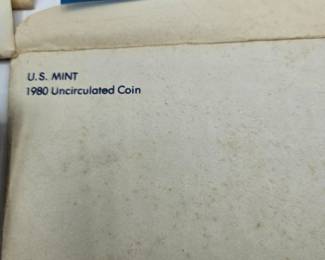 U.S. MINT
1980 Uncirculated Coin